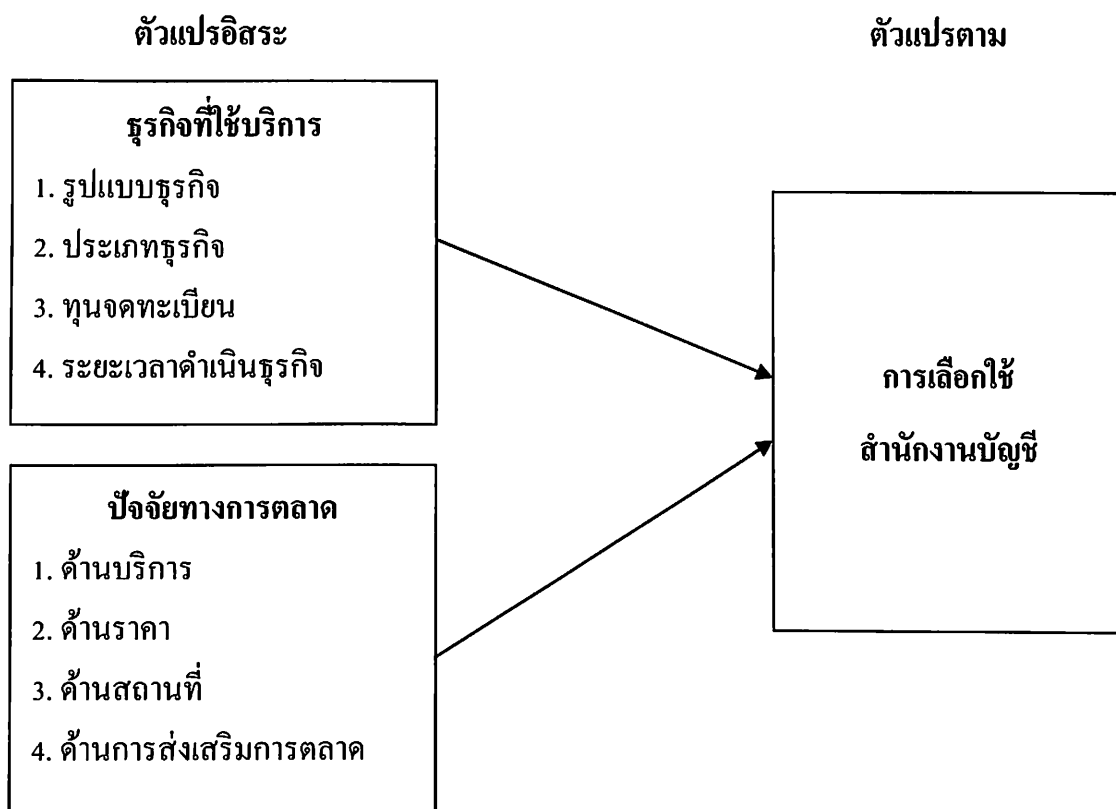 ตัวแปรอิสระ
ตัวแปรตาม
ธุรกิจที่ใช้บริการ
1. รูปแบบธุรกิจ
2. ประเภทธุรกิจ
3. ทุนจดทะเบียน
4. ระยะเวลาดำเนินธุรกิจ
ปัจจัยทางการตลาด
1. ด้านบริการ
2. ด้านราคา
3. ด้านสถานที่
4. ด้านการส่งเสริมการตลาด
การเลือกใช้
สำนักงานบัญชี